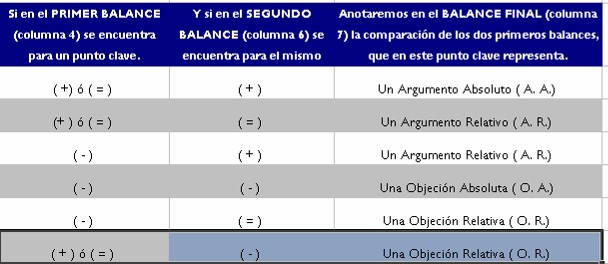 Si en el PRIMER BALANCE (columna 4) se encuentra para un punto clave.
Y si en el SEGUNDO BALANCE (columna 6) se encuentra para el mismo
Anotaremos en el BALANCE FINAL (columna 7) la comparación de los dos primeros balances, que en este punto clave representa.
( +) ó ( = ) ( + ) Un Argumento Absoluto ( A. A.)
( +) ó ( = ) ( = ) Un Argumento Relativo ( A. R.)
( - ) ( + ) Un Argumento Relativo ( A. R.)
( - ) ( - ) Una Objeción Absoluta ( O. A.)
( - ) ( = ) Una Objeción Relativa ( O. R.)
( + ) ó ( = ) ( - ) Una Objeción Relativa ( O. R.)